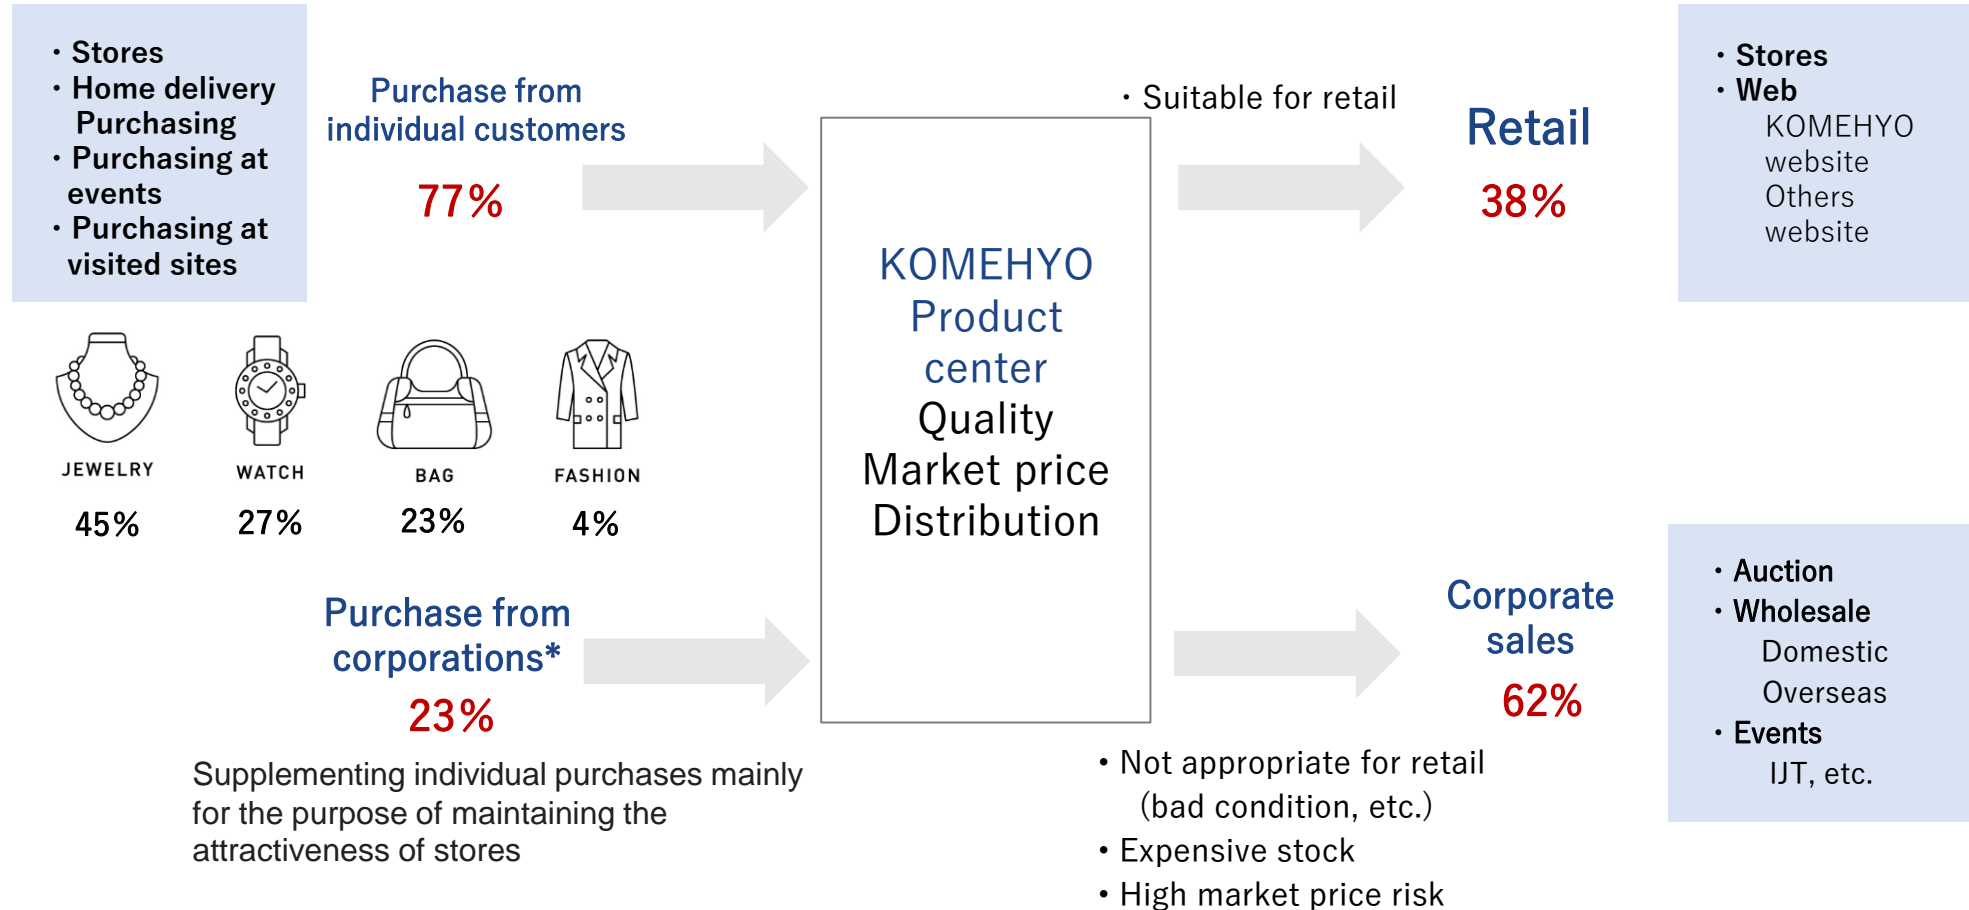 ・Stores
・Home delivery
Purchasing
・Purchasing at
events
・Purchasing at
visited sites
Purchase from
individual customers
77%
JEWELRY
45%
WATCH
27%
BAG
23%
FASHION
4%
Purchase from
corporations*
23%
Supplementing individual purchases mainly
for the purpose of maintaining the
attractiveness of stores
KOMEHYO
Product
center
Quality
Market price
Distribution
・Suitable for retail
Retail
38%
・Stores
・Web
KOMEHYO
website
Others
website
Corporate
sales
62%
・Not appropriate for retail
（bad condition, etc.）
・Expensive stock
・High market price risk
・Auction
・Wholesale
Domestic
Overseas
・Events
IJT, etc.